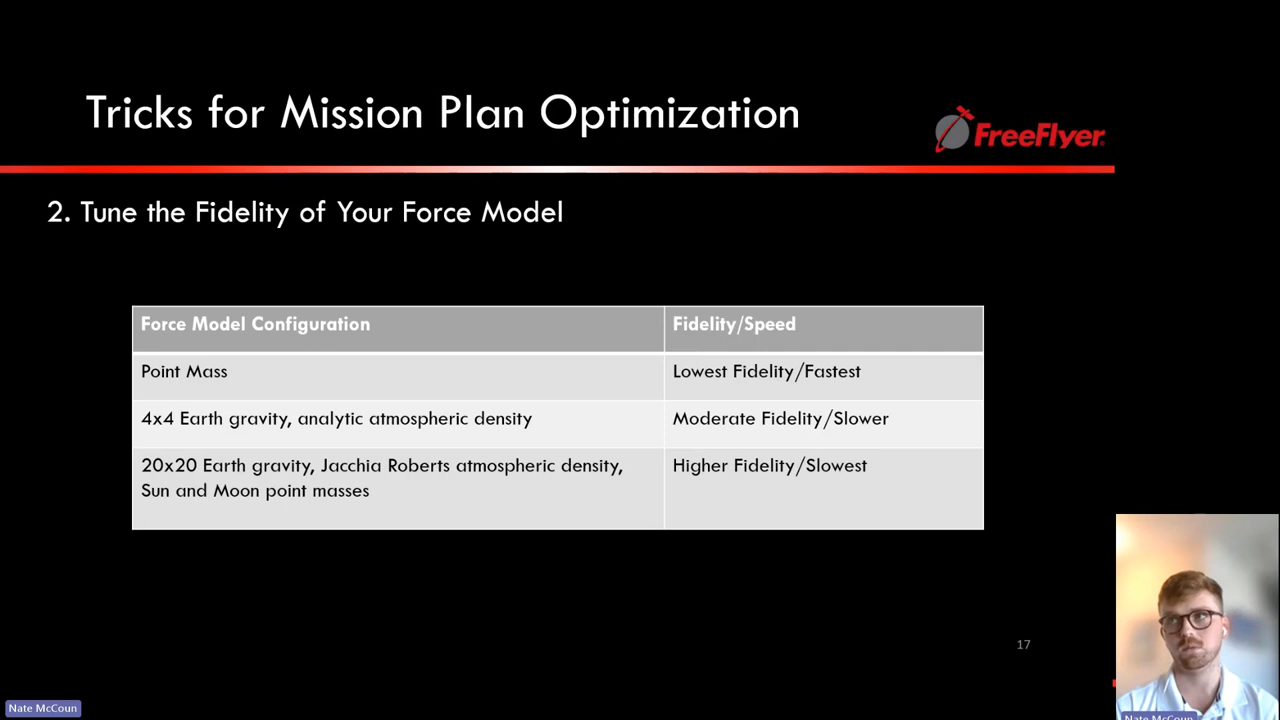 Tricks for Mission Plan Optimization
FreeFlyer
2. Tune the Fidelity of Your Force Model
Force Model Configuration
Fidelity/Speed
Point Mass
Lowest Fidelity/Fastest
4x4 Earth gravity, analytic atmospheric density
Moderate Fidelity/Slower
20x20 Earth gravity, Jacchia Roberts atmospheric density,
Sun and Moon point masses
Higher Fidelity/Slowest
17
Nate McCoun
Nate McCoun